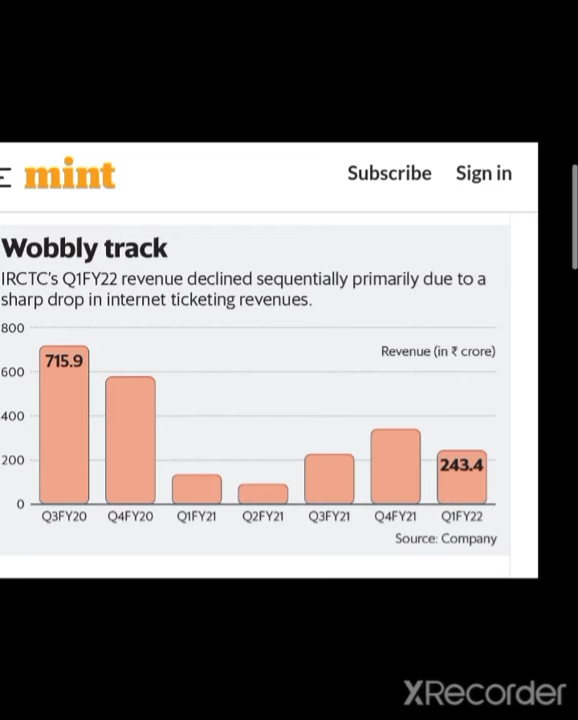 mint
Subscribe Sign in
Wobbly track
IRCTC's Q1FY22 revenue declined sequentially primarily due to a
sharp drop in internet ticketing revenues.
800
Revenue (in ₹ crore)
715.9
600
400
200
243.4
0
Q3FY20 Q4FY20 Q1FY21 Q2FY21 Q3FY21 Q4FY21 Q1FY22
Source: Company
XRecorder